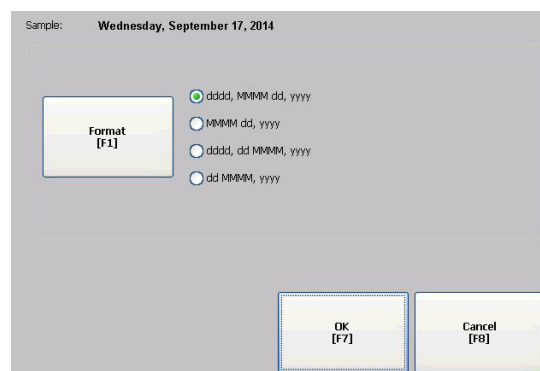 Sample: Wednesday, September 17, 2014
dddd, MMMM dd, yyyy
MMMM dd, yyyy
Format
[F1]
dddd, dd MMMM, yyyy
dd MMMM, yyyy
OK
[F7]
Cancel
[F8]